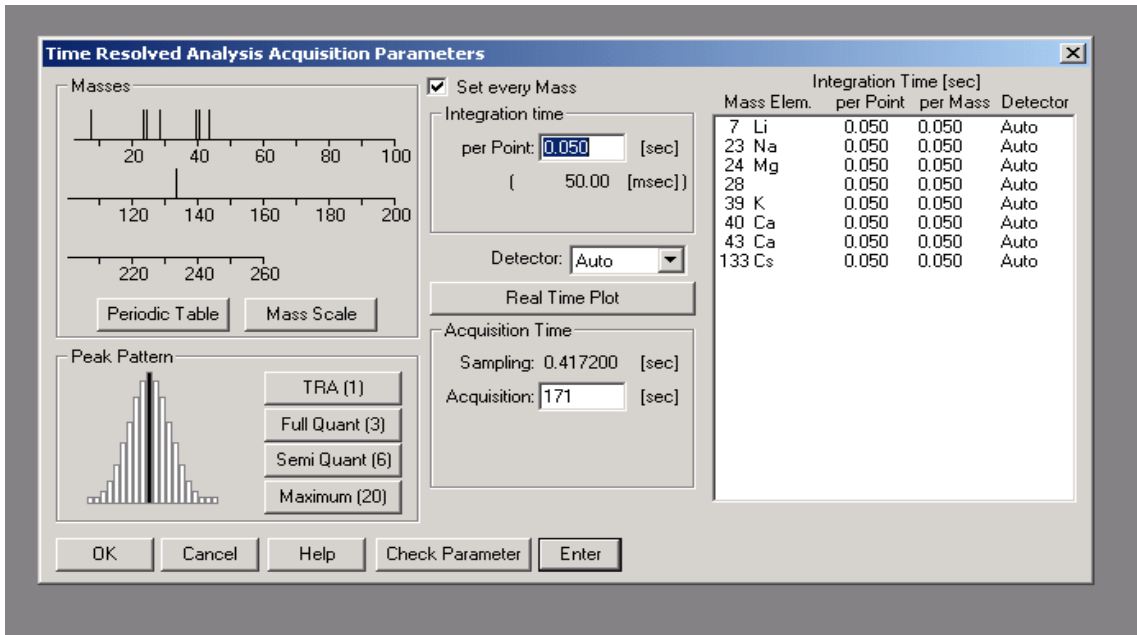 Time Resolved Analysis Acquisition Parameters
Masses
20 40 60 80 100
120 140 160 180 200
220 240 260
Periodic Table Mass Scale
Peak Pattern
TRA (1)
Full Quant (3)
Semi Quant (6)
Maximum (20)
Set every Mass
Integration time
per Point: 0.050 [sec]
( 50.00 [msec])
Detector: Auto
Real Time Plot
Acquisition Time
Sampling: 0.417200 [sec]
Acquisition: 171 [sec]
Integration Time [sec]
Mass Elem. per Point per Mass Detector
7 Li 0.050 0.050 Auto
23 Na 0.050 0.050 Auto
24 Mg 0.050 0.050 Auto
28 0.050 0.050 Auto
39 K 0.050 0.050 Auto
40 Ca 0.050 0.050 Auto
43 Ca 0.050 0.050 Auto
133 Cs 0.050 0.050 Auto
OK Cancel Help Check Parameter Enter